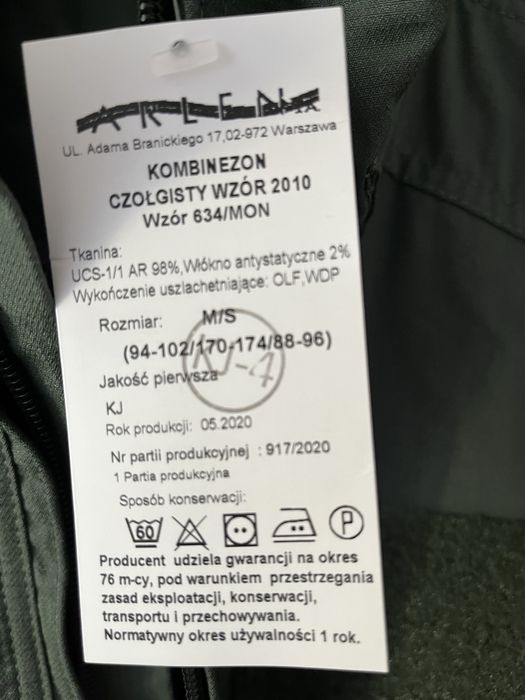 ARLEN S.A.
UL. Adama Branickiego 17,02-972 Warszawa
KOMBINEZON
CZOŁGISTY WZÓR 2010
Wzór 634/MON
Tkanina:
UCS-1/1 AR 98%,Włókno antystatyczne 2%
Wykończenie uszlachetniające: OLF,WDP
Rozmiar: M/S
(94-102/170-174/88-96)
Jakość pierwsza
KJ-4
KJ
Rok produkcji: 05.2020
Nr partii produkcyjnej : 917/2020
1 Partia produkcyjna
Sposób konserwacji:
60 P
Producent udziela gwarancji na okres
76 m-cy, pod warunkiem przestrzegania
zasad eksploatacji, konserwacji,
transportu i przechowywania.
Normatywny okres używalności 1 rok.